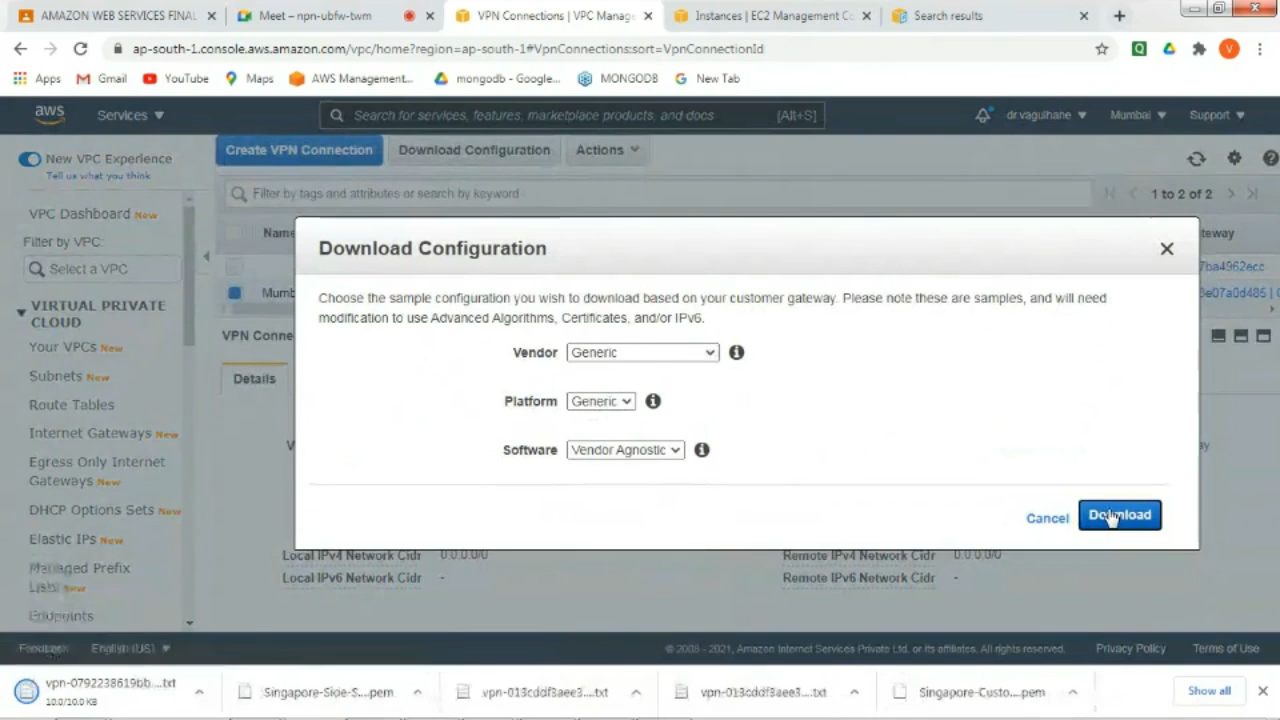 AMAZON WEB SERVICES FINAL
Meet – npn-ubfw-twm
VPN Connections | VPC Manage
Instances | EC2 Management Co
Search results
ap-south-1.console.aws.amazon.com/vpc/home?region=ap-south-1#VpnConnections:sort=VpnConnectionId
Q
V
Apps
Gmail
YouTube
Maps
AWS Management...
mongodb - Google...
MONGODB
New Tab
aws
Services
Search for services, features, marketplace products, and docs
[Alt+S]
dr.vagulhane
Mumbai
Support
New VPC Experience
Tell us what you think
Create VPN Connection
Download Configuration
Actions
Filter by tags and attributes or search by keyword
1 to 2 of 2
VPC Dashboard New
Filter by VPC:
Select a VPC
VIRTUAL PRIVATE
CLOUD
Your VPCs New
Subnets New
Route Tables
Internet Gateways New
Egress Only Internet
Gateways New
DHCP Options Sets New
Elastic IPs New
Managed Prefix
Lists New
Endpoints
Name
teway
7ba4962ecc
Mumb
8e07a0d485 |
VPN Conne
Details
Download Configuration
Choose the sample configuration you wish to download based on your customer gateway. Please note these are samples, and will need
modification to use Advanced Algorithms, Certificates, and/or IPv6.
Vendor
Generic
Platform
Generic
Software
Vendor Agnostic
Cancel
Download
Local IPv4 Network Cidr
0.0.0.0/0
Remote IPv4 Network Cidr
0.0.0.0/0
Local IPv6 Network Cidr
-
Remote IPv6 Network Cidr
-
Feedback
English (US)
© 2008 - 2021, Amazon Internet Services Private Ltd. or its affiliates. All rights reserved.
Privacy Policy
Terms of Use
vpn-0792238619bb....txt
10.0/10.0 KB
Singapore-Side-S....pem
vpn-013cddf3aee3....txt
vpn-013cddf3aee3....txt
Singapore-Custo....pem
Show all